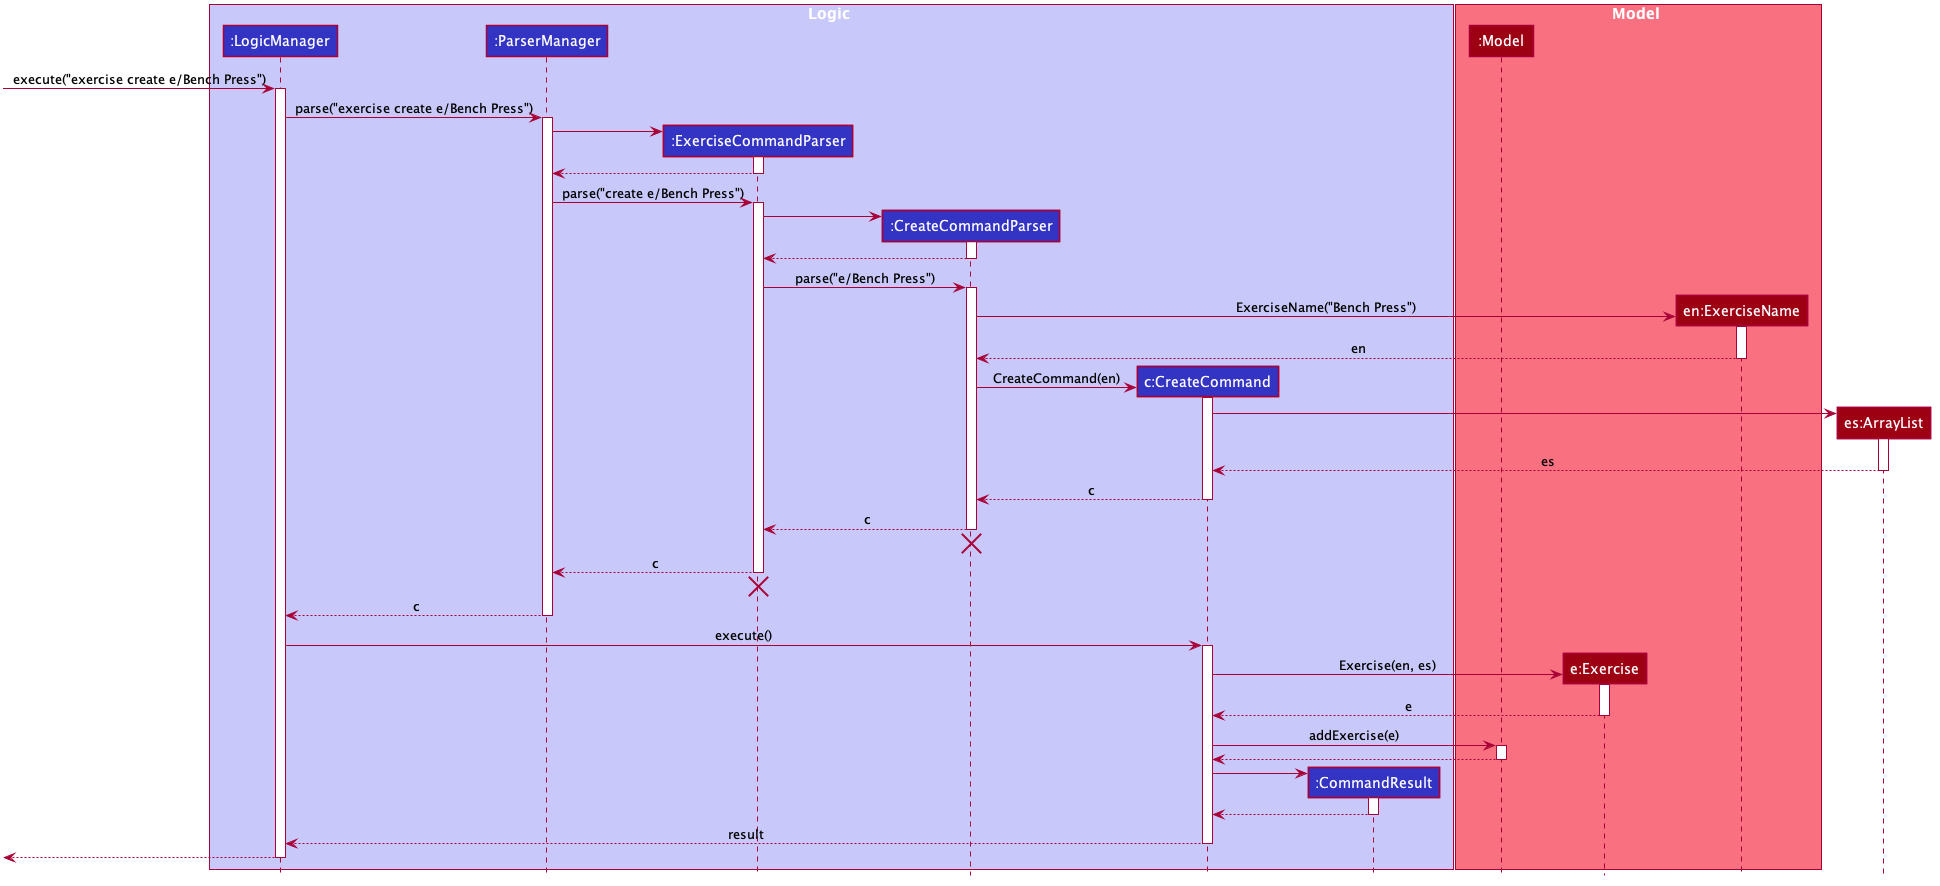 Logic
Model
:LogicManager
:ParserManager
:Model
execute("exercise create e/Bench Press")
parse("exercise create e/Bench Press")
:ExerciseCommandParser
parse("create e/Bench Press")
:CreateCommandParser
parse("e/Bench Press")
ExerciseName("Bench Press")
en:ExerciseName
en
CreateCommand(en)
c:CreateCommand
es:ArrayList
es
c
c
c
c
execute()
Exercise(en, es)
e:Exercise
e
addExercise(e)
:CommandResult
result